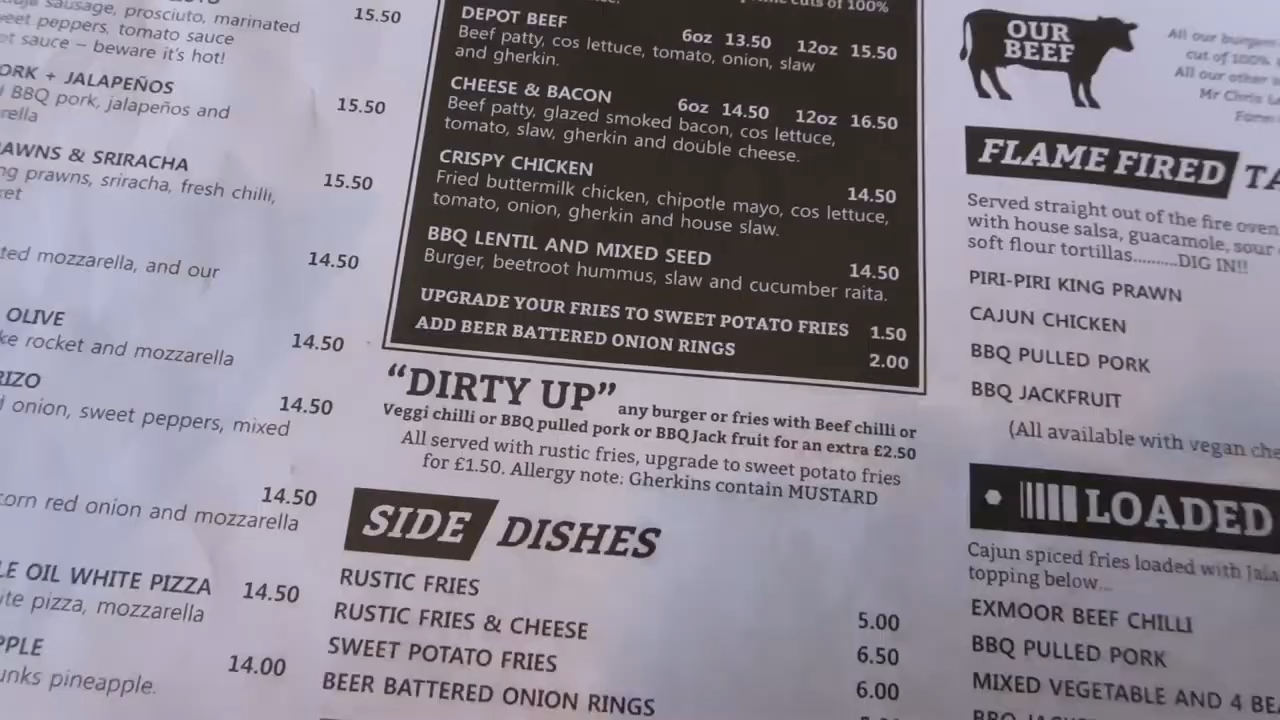 sausage, prosciuto, marinated
peppers, tomato sauce
sauce – beware it's hot!
15.50
+ JALAPEÑOS
BBQ pork, jalapeños and
15.50
& SRIRACHA
prawns, sriracha, fresh chilli,
15.50
mozzarella, and our
14.50
OLIVE
rocket and mozzarella
14.50
onion, sweet peppers, mixed
14.50
red onion and mozzarella
14.50
OIL WHITE PIZZA 14.50
pizza, mozzarella
pineapple.
14.00
of 100%
DEPOT BEEF 6oz 13.50 12oz 15.50
Beef patty, cos lettuce, tomato, onion, slaw
and gherkin.
CHEESE & BACON 6oz 14.50 12oz 16.50
Beef patty, glazed smoked bacon, cos lettuce,
tomato, slaw, gherkin and double cheese.
CRISPY CHICKEN 14.50
Fried buttermilk chicken, chipotle mayo, cos lettuce,
tomato, onion, gherkin and house slaw.
BBQ LENTIL AND MIXED SEED 14.50
Burger, beetroot hummus, slaw and cucumber raita.
UPGRADE YOUR FRIES TO SWEET POTATO FRIES 1.50
ADD BEER BATTERED ONION RINGS 2.00
“DIRTY UP” any burger or fries with Beef chilli or
Veggi chilli or BBQ pulled pork or BBQ Jack fruit for an extra £2.50
All served with rustic fries, upgrade to sweet potato fries
for £1.50. Allergy note: Gherkins contain MUSTARD
SIDE DISHES
RUSTIC FRIES 5.00
RUSTIC FRIES & CHEESE 6.50
SWEET POTATO FRIES 6.00
BEER BATTERED ONION RINGS
OUR
BEEF
All our
cut of 100%
All our other
Mr Chris
FLAME FIRED
Served straight out of the fire oven
with house salsa, guacamole, sour
soft flour tortillas..........DIG IN!!
PIRI-PIRI KING PRAWN
CAJUN CHICKEN
BBQ PULLED PORK
BBQ JACKFRUIT
(All available with vegan
LOADED
Cajun spiced fries loaded with
topping below...
EXMOOR BEEF CHILLI
BBQ PULLED PORK
MIXED VEGETABLE AND 4
BBQ